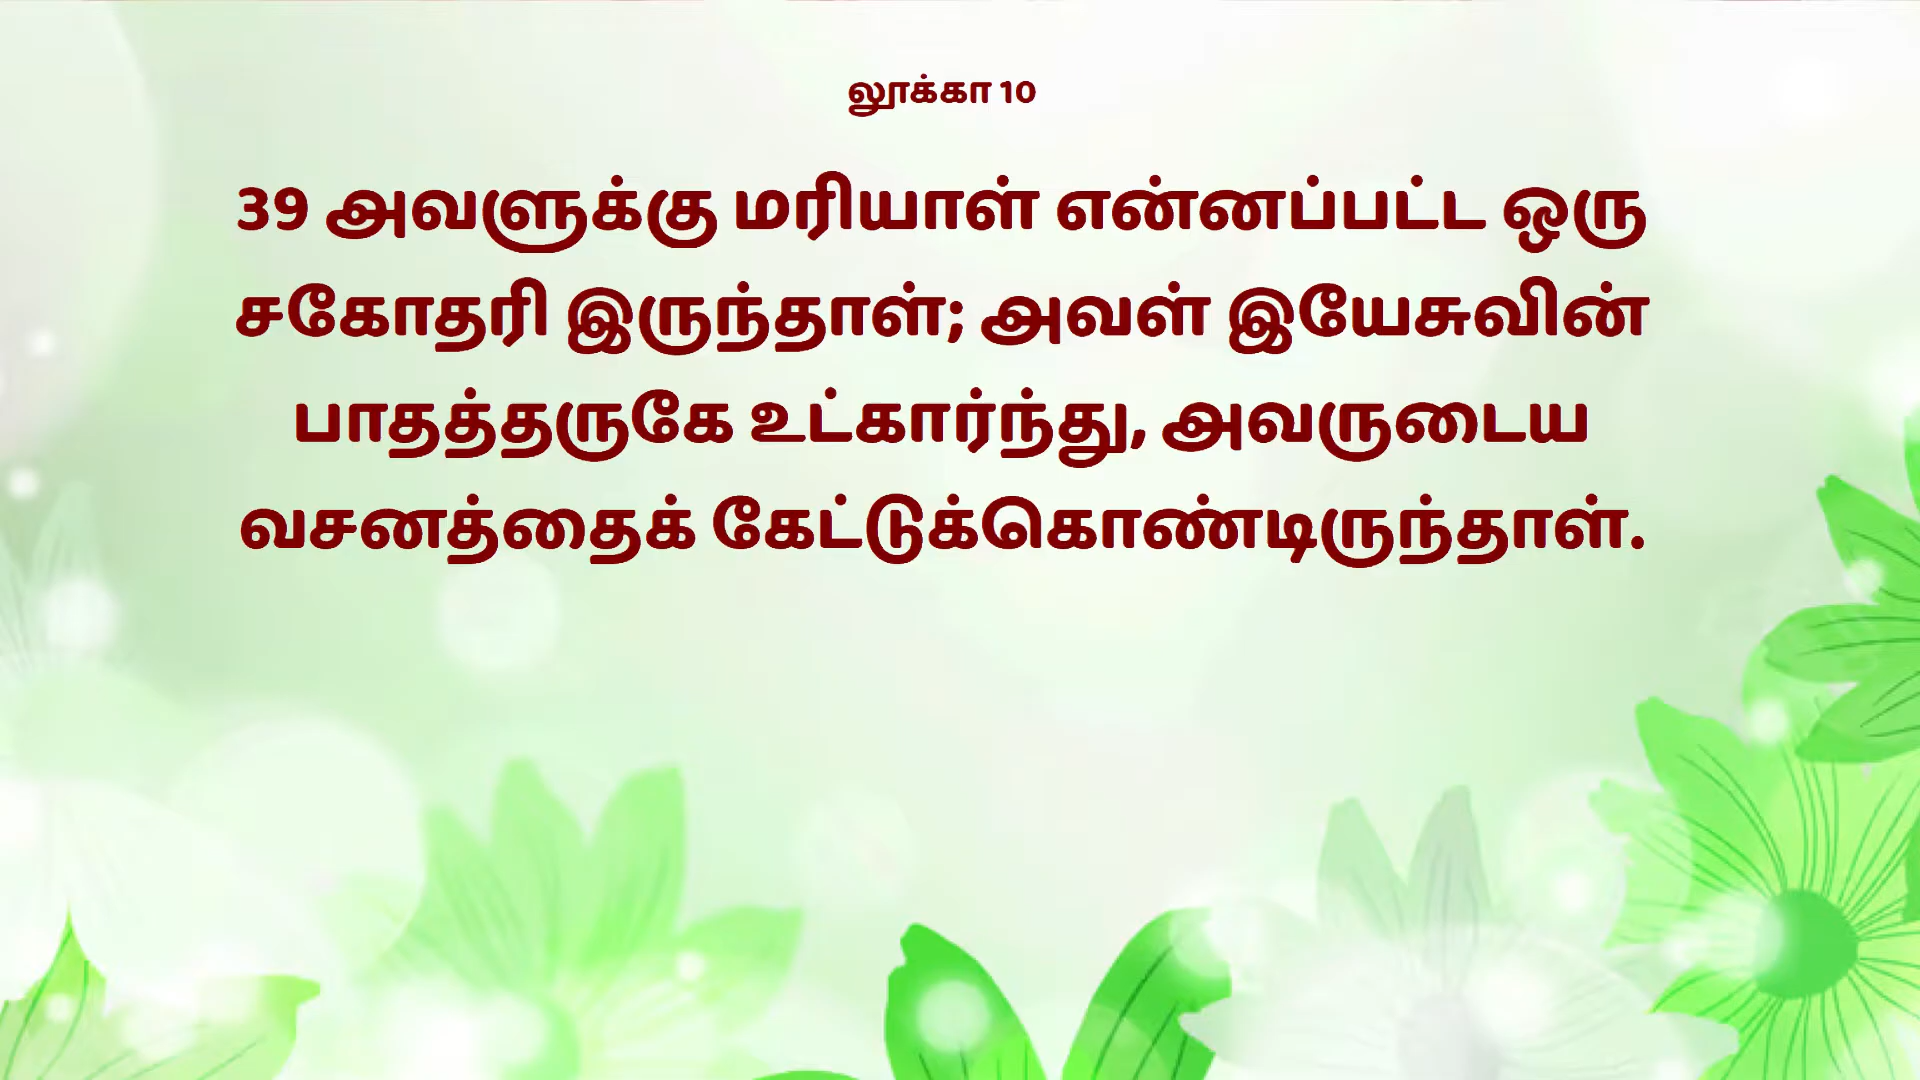 லூக்கா 10
39 அவளுக்கு மரியாள் என்னப்பட்ட ஒரு
சகோதரி இருந்தாள்; அவள் இயேசுவின்
பாதத்தருகே உட்கார்ந்து, அவருடைய
வசனத்தைக் கேட்டுக்கொண்டிருந்தாள்.